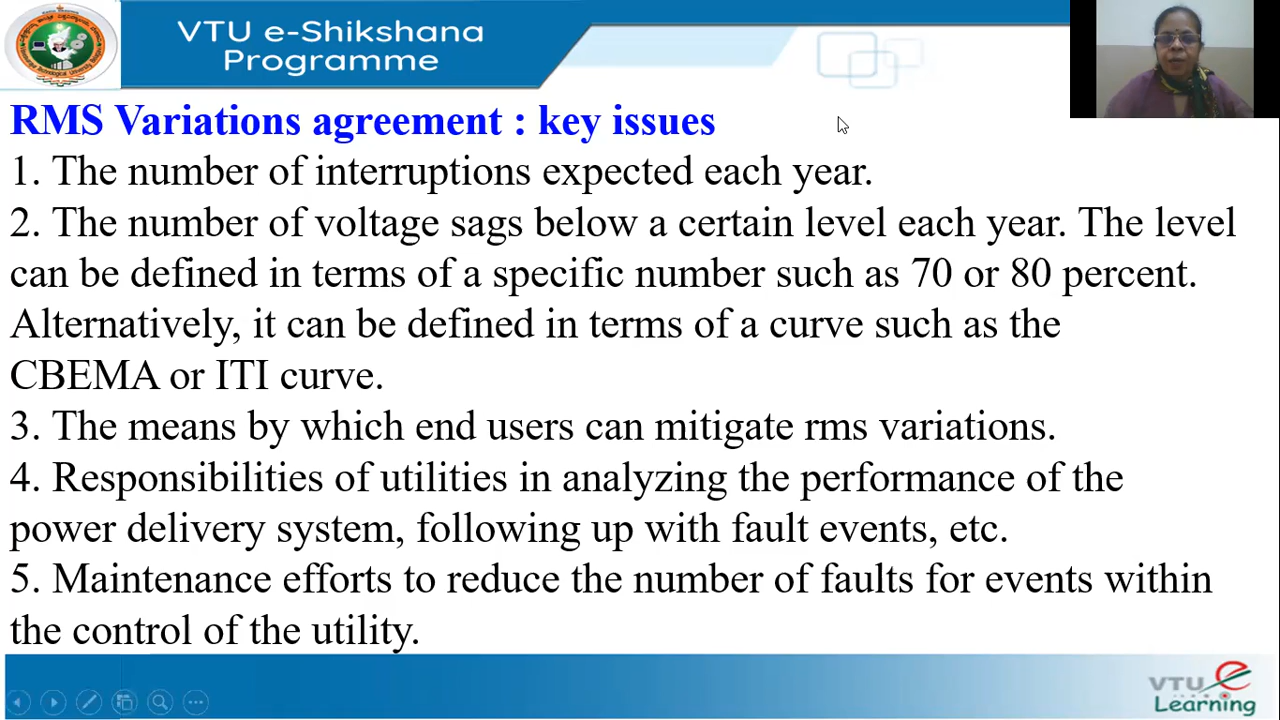 VTU e-Shikshana
Programme
RMS Variations agreement : key issues
1. The number of interruptions expected each year.
2. The number of voltage sags below a certain level each year. The level
can be defined in terms of a specific number such as 70 or 80 percent.
Alternatively, it can be defined in terms of a curve such as the
CBEMA or ITI curve.
3. The means by which end users can mitigate rms variations.
4. Responsibilities of utilities in analyzing the performance of the
power delivery system, following up with fault events, etc.
5. Maintenance efforts to reduce the number of faults for events within
the control of the utility.
VTU e
Learning